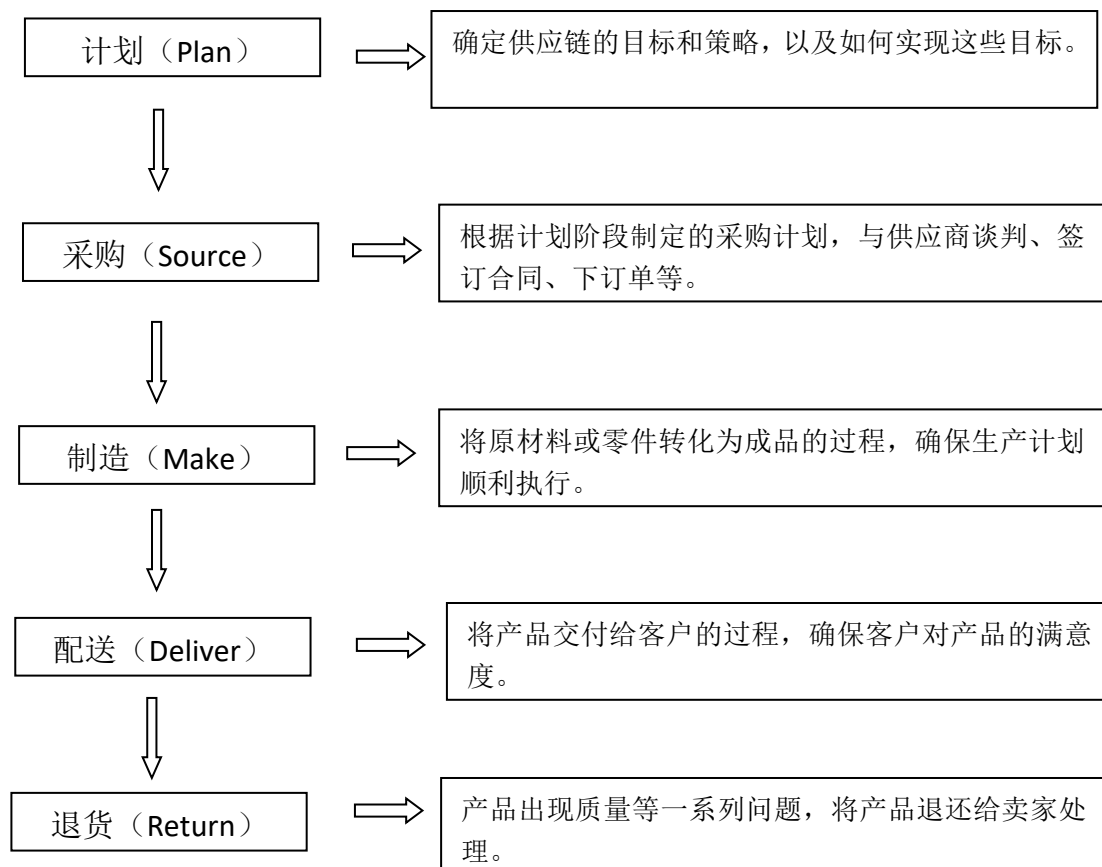 计划（Plan）
确定供应链的目标和策略，以及如何实现这些目标。
采购（Source）
根据计划阶段制定的采购计划，与供应商谈判、签
订合同、下订单等。
制造（Make）
将原材料或零件转化为成品的过程，确保生产计划
顺利执行。
配送（Deliver）
将产品交付给客户的过程，确保客户对产品的满意
度。
退货（Return）
产品出现质量等一系列问题，将产品退还给卖家处
理。